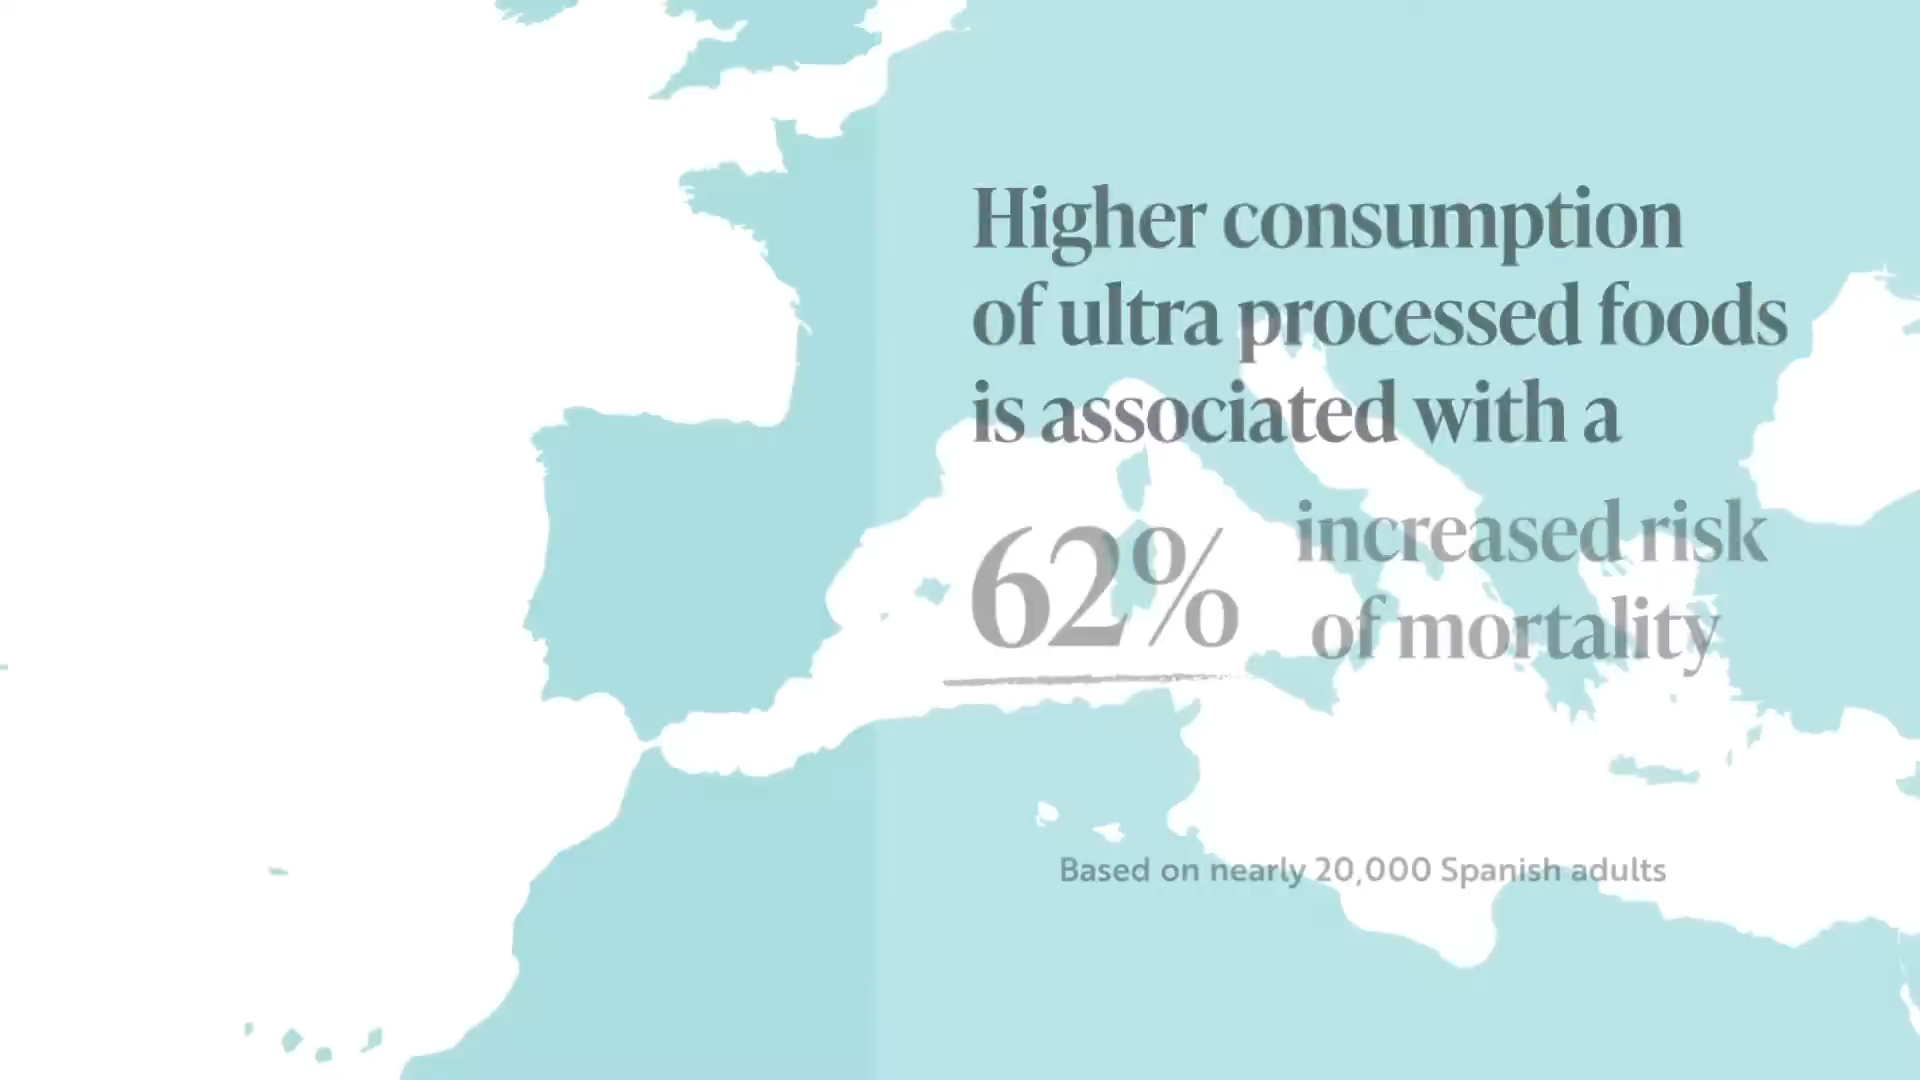 Higher consumption
of ultra processed foods
is associated with a
62%
increased risk
of mortality
Based on nearly 20,000 Spanish adults